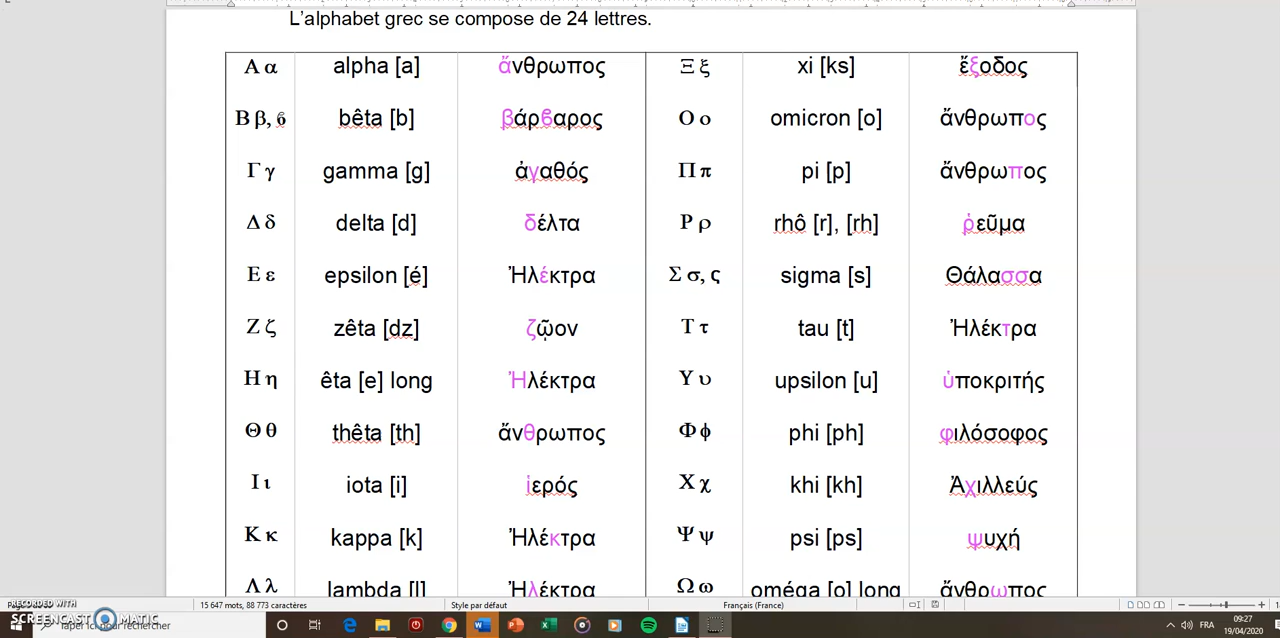 L’alphabet grec se compose de 24 lettres.
Α α alpha [a] ἄνθρωπος Ξ ξ xi [ks] ἔξοδος
Β β, ϐ bêta [b] βάρϐαρος Ο ο omicron [o] ἄνθρωπος
Γ γ gamma [g] ἀγαθός Π π pi [p] ἄνθρωπος
Δ δ delta [d] δέλτα Ρ ρ rhô [r], [rh] ῥεῦμα
Ε ε epsilon [é] Ἠλέκτρα Σ σ, ς sigma [s] Θάλασσα
Ζ ζ zêta [dz] ζῷον Τ τ tau [t] Ἠλέκτρα
Η η êta [e] long Ἠλέκτρα Υ υ upsilon [u] ὑποκριτής
Θ θ thêta [th] ἄνθρωπος Φ ϕ phi [ph] φιλόσοφος
Ι ι iota [i] ἱερός Χ χ khi [kh] Ἀχιλλεύς
Κ κ kappa [k] Ἠλέκτρα Ψ ψ psi [ps] ψυχή
Λ λ lambda [l] Ἠλέκτρα Ω ω oméga [o] long ἄνθρωπος
RECORDED WITH
SCREENCAST MATIC
15 647 mots, 88 773 caractères Style par défaut Français (France)
Taper ici pour rechercher
FRA 09:27
19/04/2020